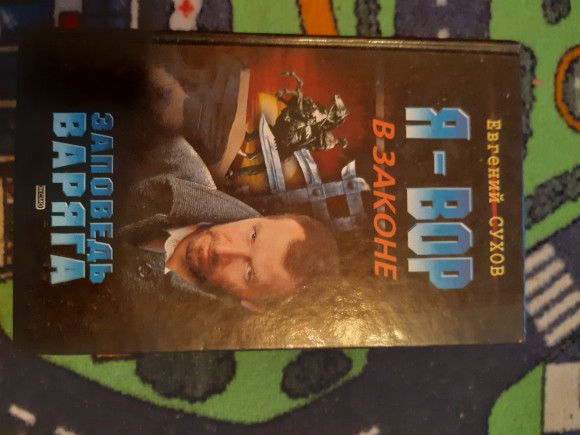 Евгений СУХОВ
Я - ВОР
В ЗАКОНЕ
ЗАПОВЕДЬ
ВАРЯГА